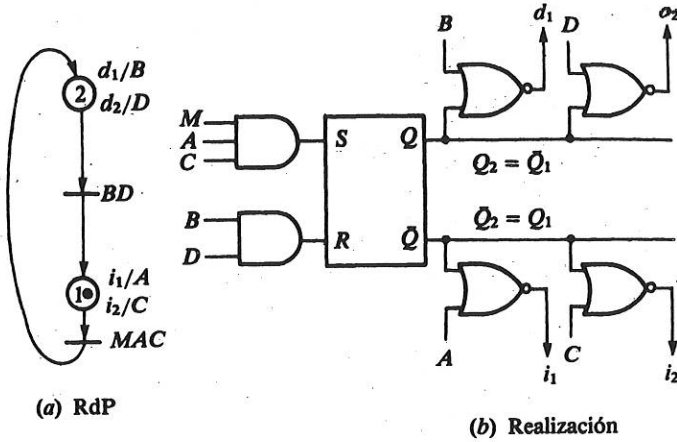 d₁/B
2
d₂/D
BD
i₁/A
1
i₂/C
MAC
(a) RdP
B
d₁
D
M
A
C
S
Q
Q₂ = Q̄₁
B
D
R
Q̄
Q̄₂ = Q₁
A
i₁
C
i₂
(b) Realización